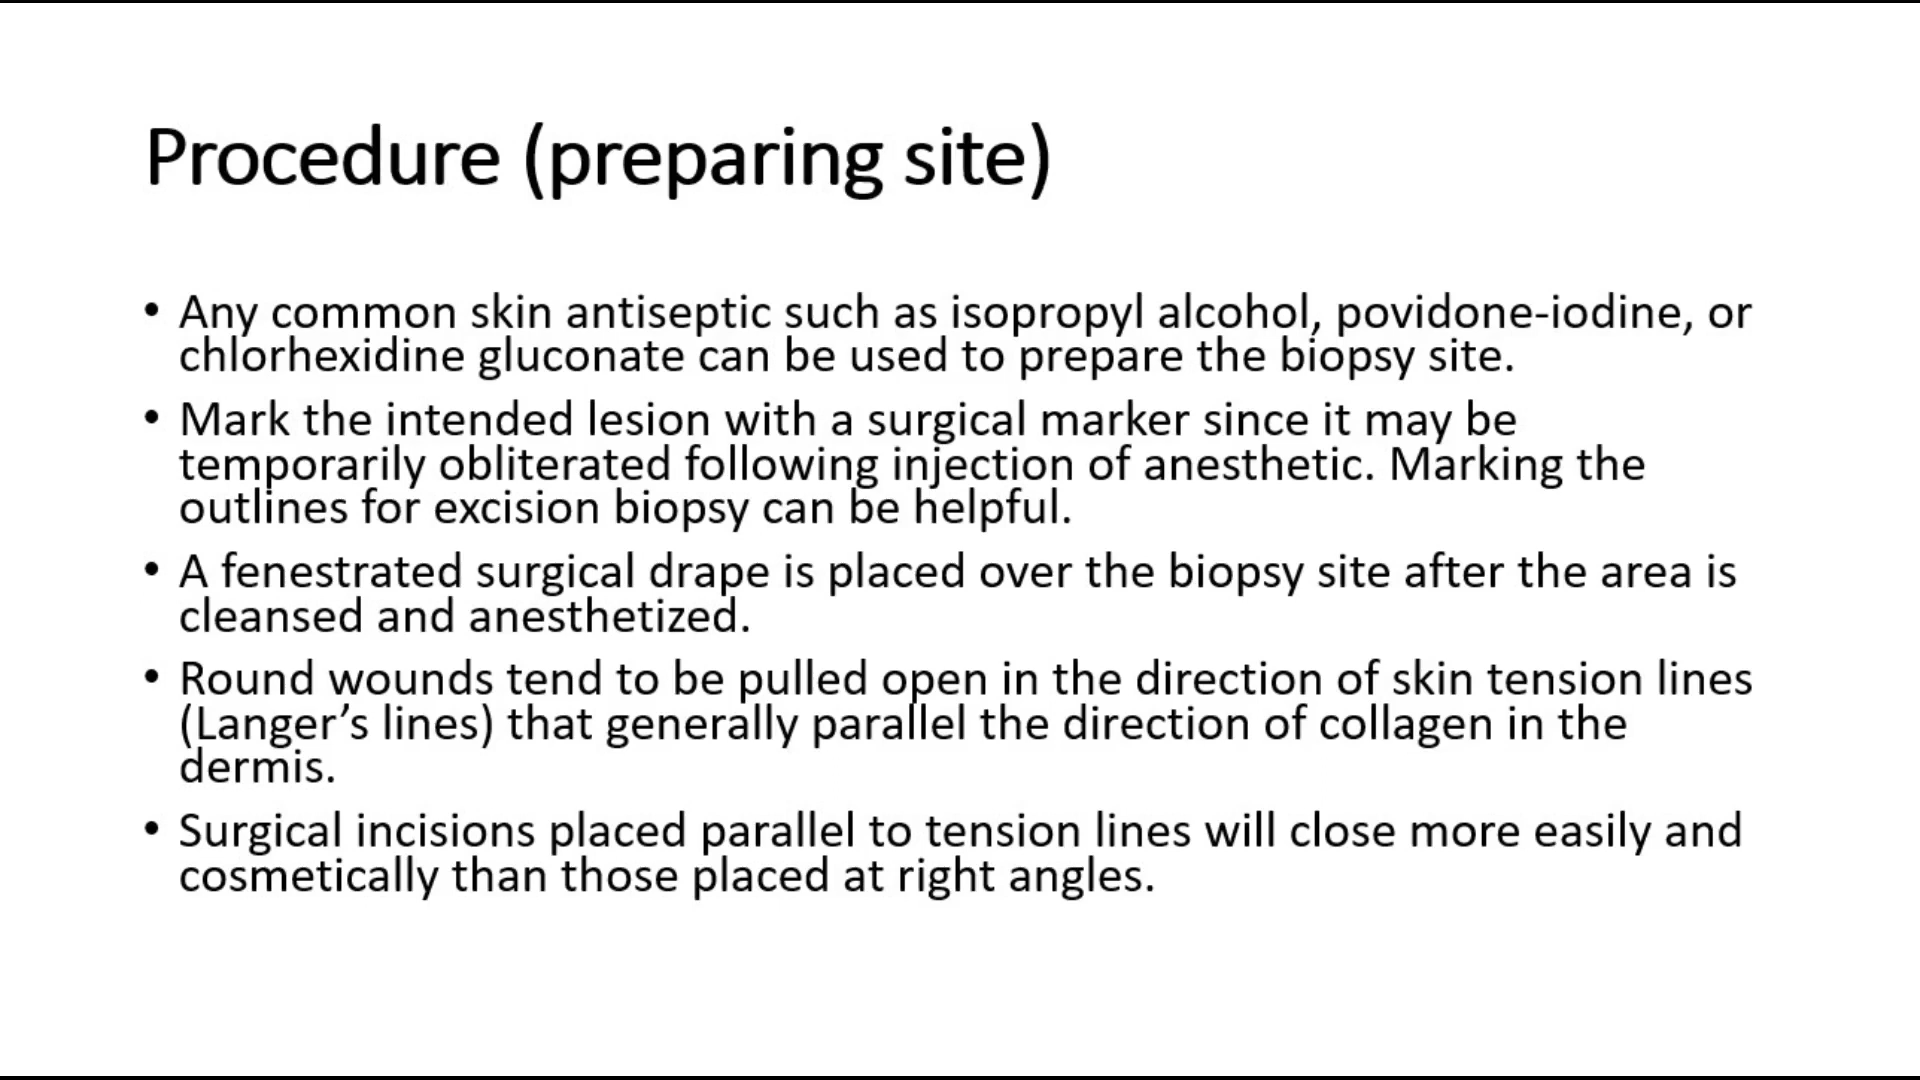 Procedure (preparing site)
• Any common skin antiseptic such as isopropyl alcohol, povidone-iodine, or
chlorhexidine gluconate can be used to prepare the biopsy site.
• Mark the intended lesion with a surgical marker since it may be
temporarily obliterated following injection of anesthetic. Marking the
outlines for excision biopsy can be helpful.
• A fenestrated surgical drape is placed over the biopsy site after the area is
cleansed and anesthetized.
• Round wounds tend to be pulled open in the direction of skin tension lines
(Langer’s lines) that generally parallel the direction of collagen in the
dermis.
• Surgical incisions placed parallel to tension lines will close more easily and
cosmetically than those placed at right angles.